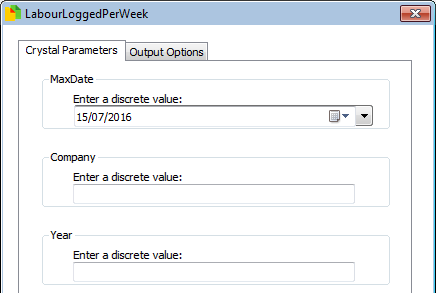 LabourLoggedPerWeek
Crystal Parameters
Output Options
MaxDate
Enter a discrete value:
15/07/2016
Company
Enter a discrete value:
Year
Enter a discrete value: